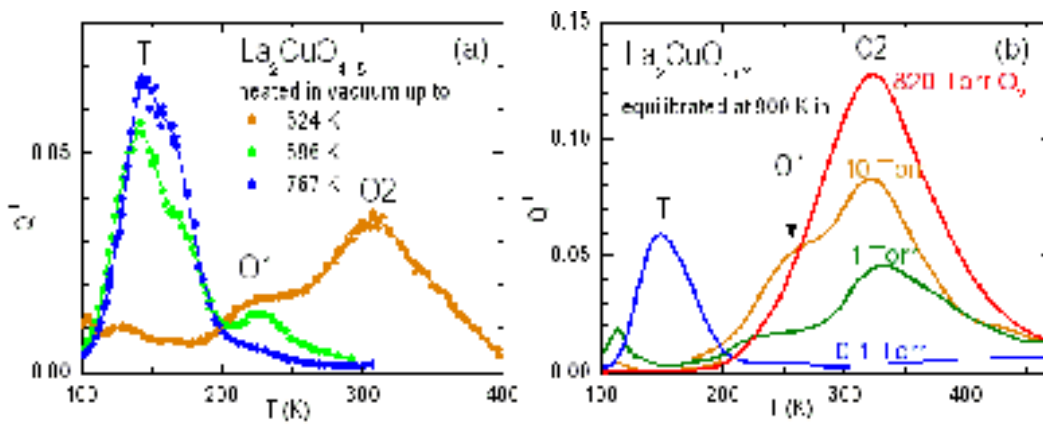 T
La2CuO4+δ
(a)
heated in vacuum up to
524 K
596 K
767 K
O2
O1
0.05
0.00
Q-1
100
200
300
400
T (K)
0.15
O2
(b)
820 Torr O2
equilibrated at 900 K in
0.10
O1
10 Torr
T
0.05
1 Torr
0.1 Torr
0.00
Q-1
100
200
300
400
T (K)